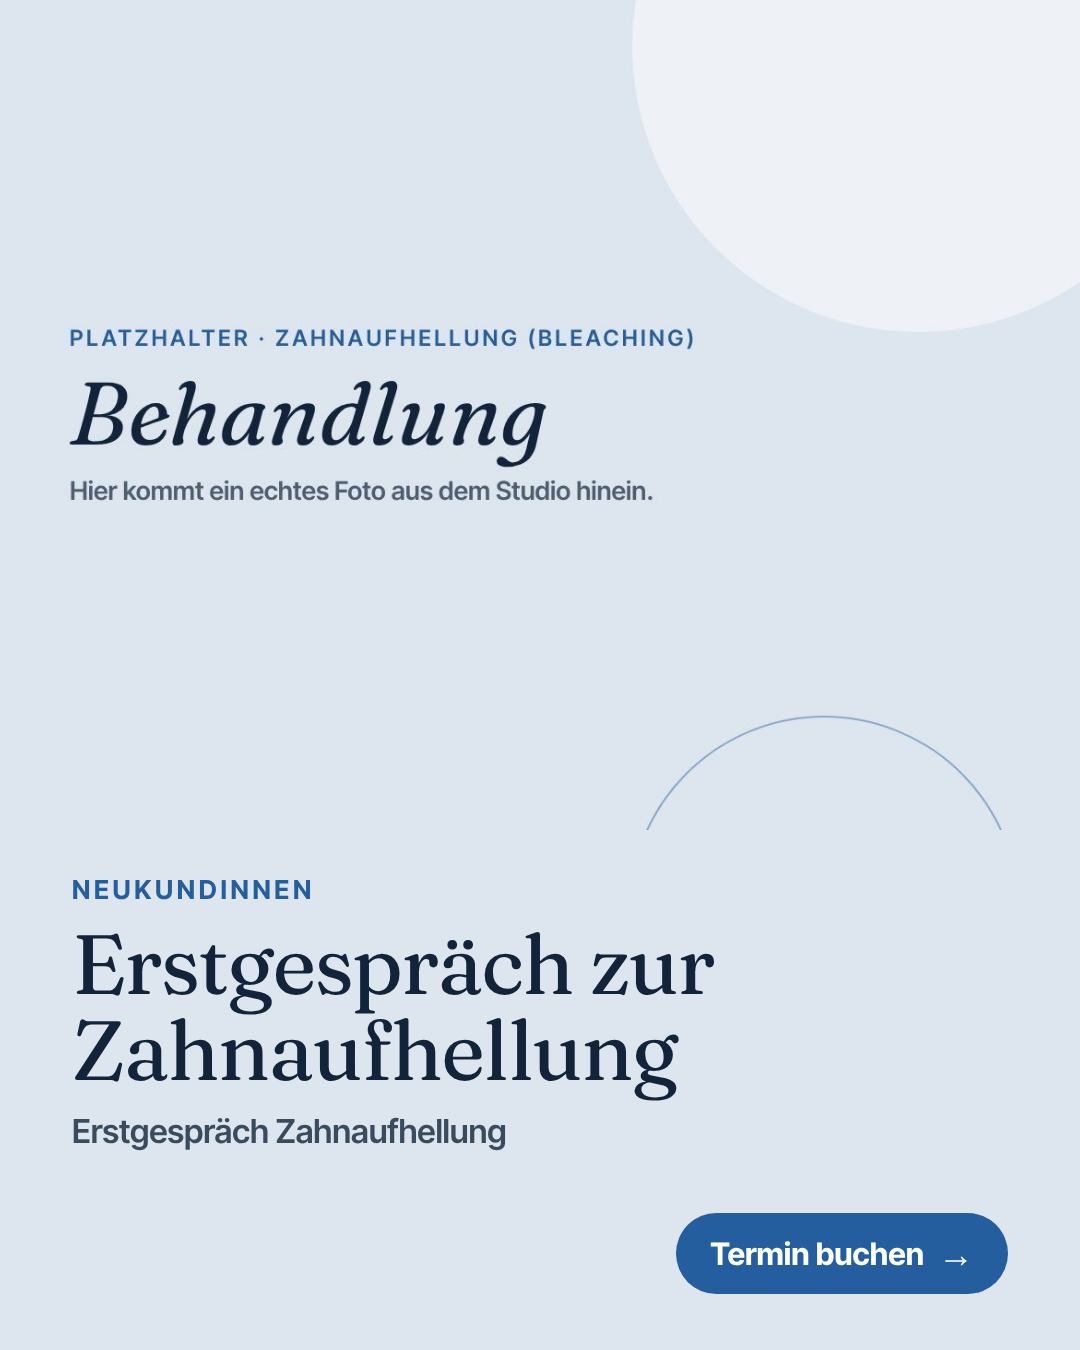 PLATZHALTER · ZAHNAUFHELLUNG (BLEACHING)
Behandlung
Hier kommt ein echtes Foto aus dem Studio hinein.
NEUKUNDINNEN
Erstgespräch zur
Zahnaufhellung
Erstgespräch Zahnaufhellung
Termin buchen →